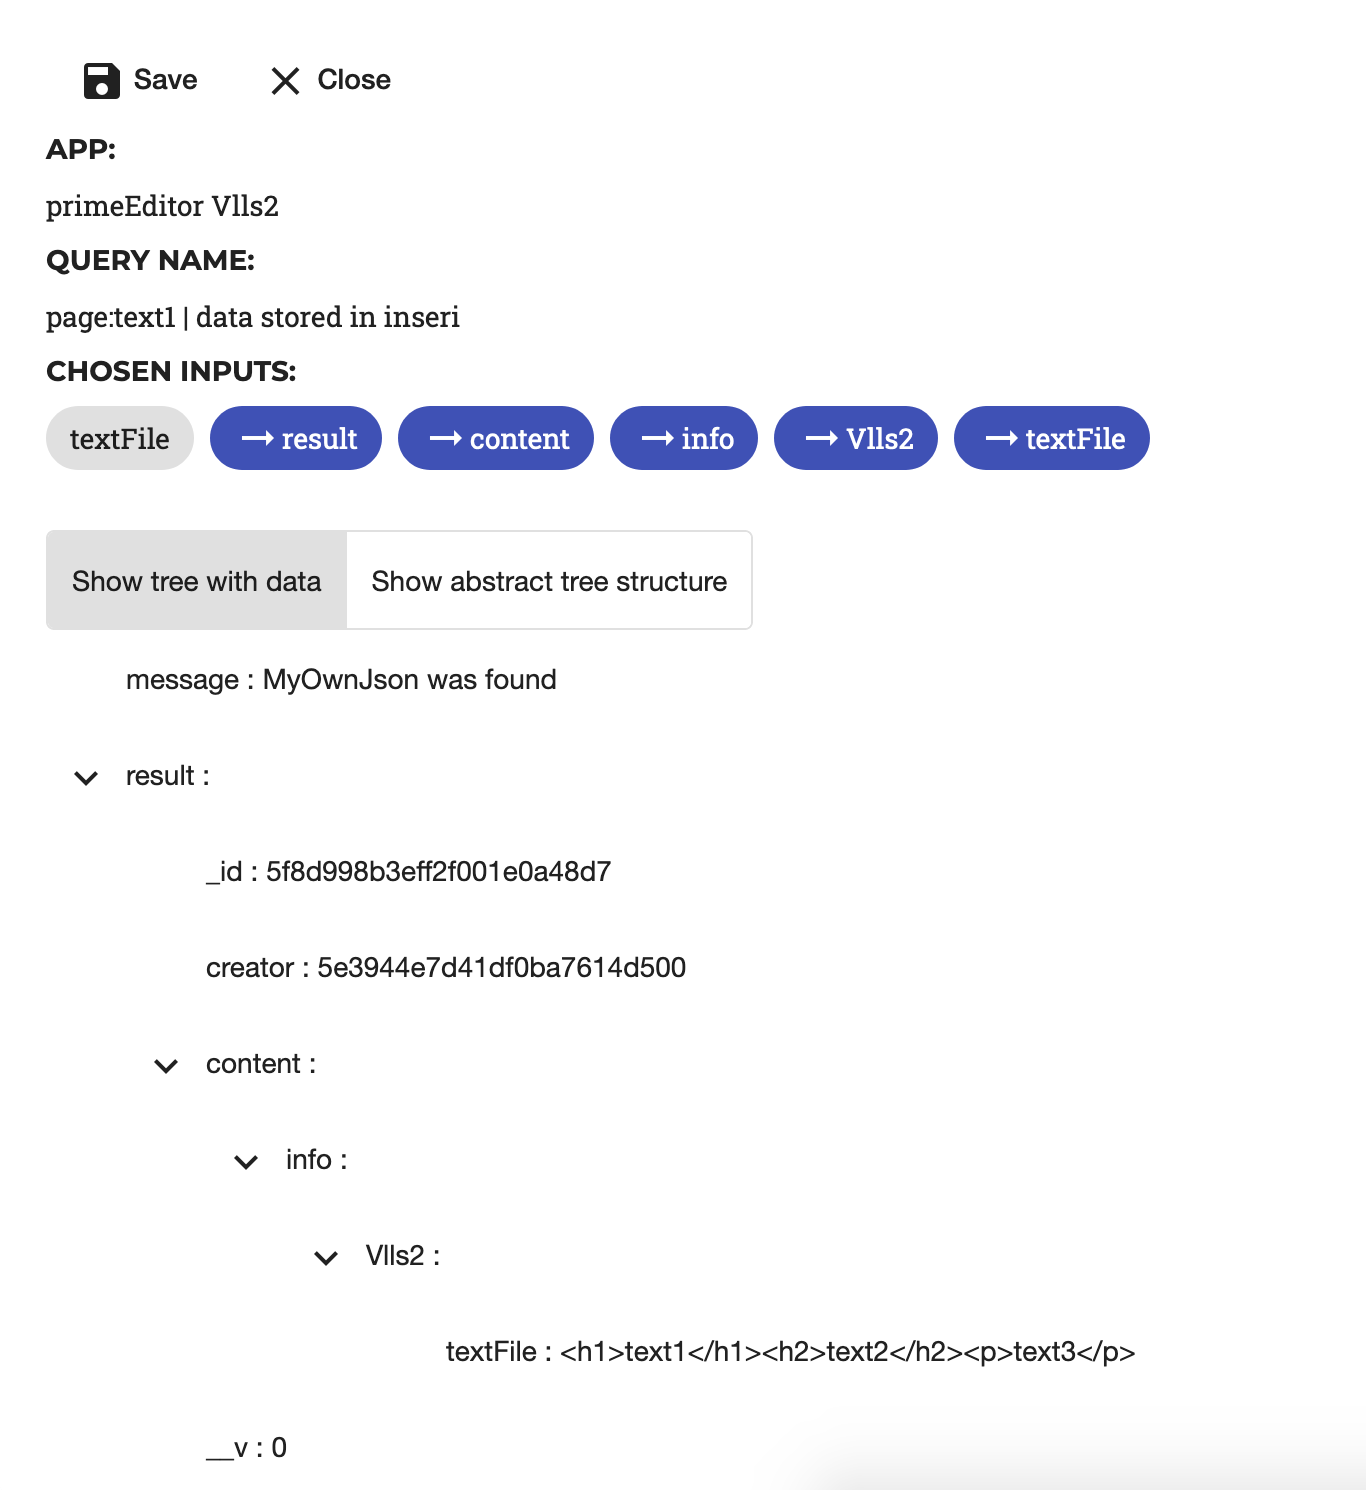 Save Close
APP:
primeEditor Vlls2
QUERY NAME:
page:text1 | data stored in inseri
CHOSEN INPUTS:
textFile → result → content → info → Vlls2 → textFile
Show tree with data Show abstract tree structure
message : MyOwnJson was found
result :
_id : 5f8d998b3eff2f001e0a48d7
creator : 5e3944e7d41df0ba7614d500
content :
info :
Vlls2 :
textFile : <h1>text1</h1><h2>text2</h2><p>text3</p>
__v : 0